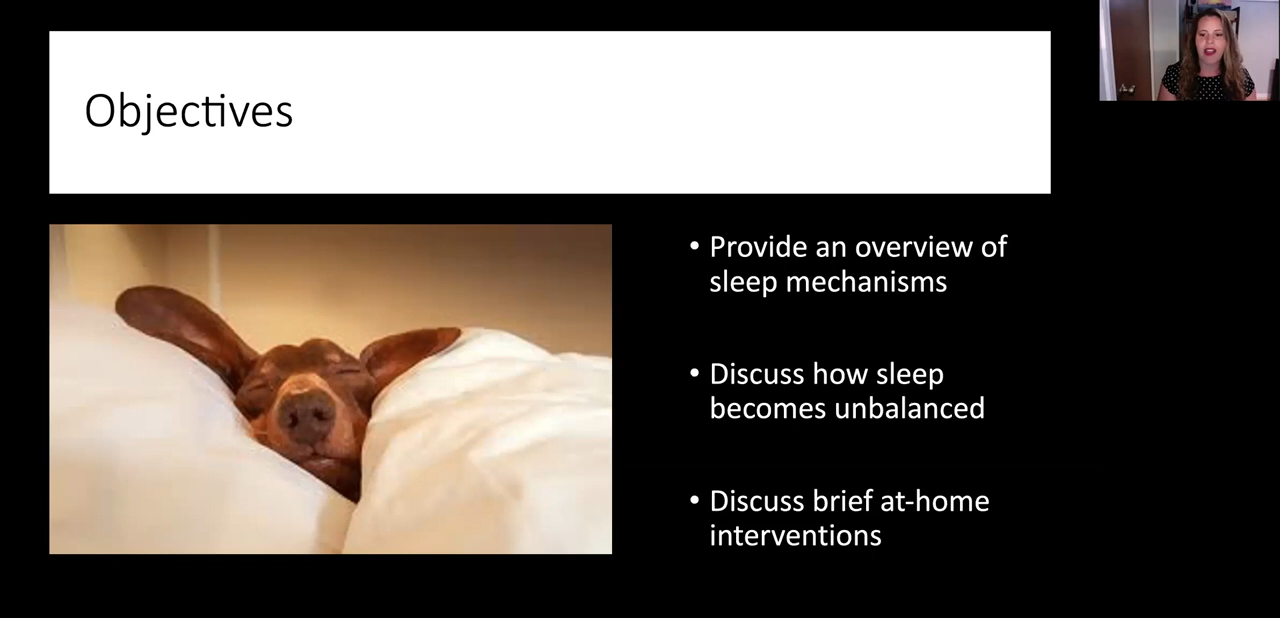 Objectives
• Provide an overview of
sleep mechanisms
• Discuss how sleep
becomes unbalanced
• Discuss brief at-home
interventions